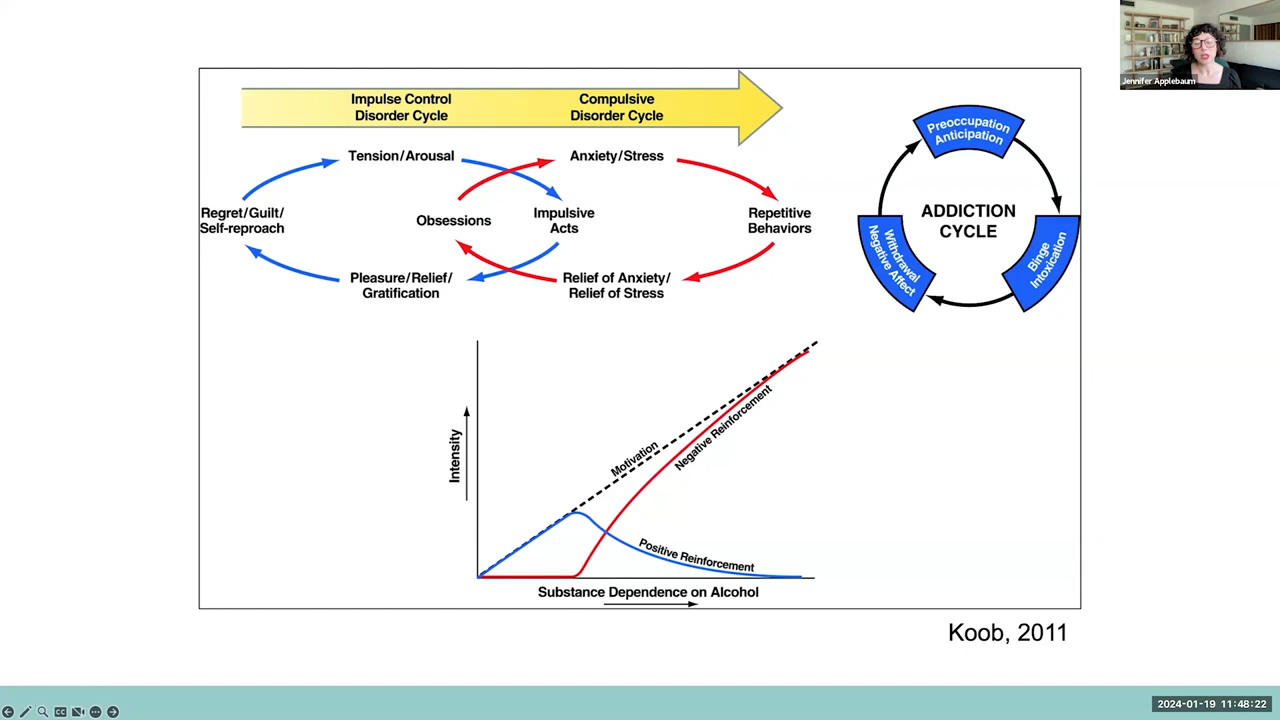 Jennifer Applebaum
Impulse Control
Disorder Cycle
Compulsive
Disorder Cycle
Tension/Arousal
Anxiety/Stress
Regret/Guilt/
Self-reproach
Obsessions
Impulsive
Acts
Repetitive
Behaviors
Pleasure/Relief/
Gratification
Relief of Anxiety/
Relief of Stress
Preoccupation
Anticipation
ADDICTION
CYCLE
Withdrawal
Negative Affect
Binge
Intoxication
Intensity
Motivation
Negative Reinforcement
Positive Reinforcement
Substance Dependence on Alcohol
Koob, 2011
CC
2024-01-19 11:48:22